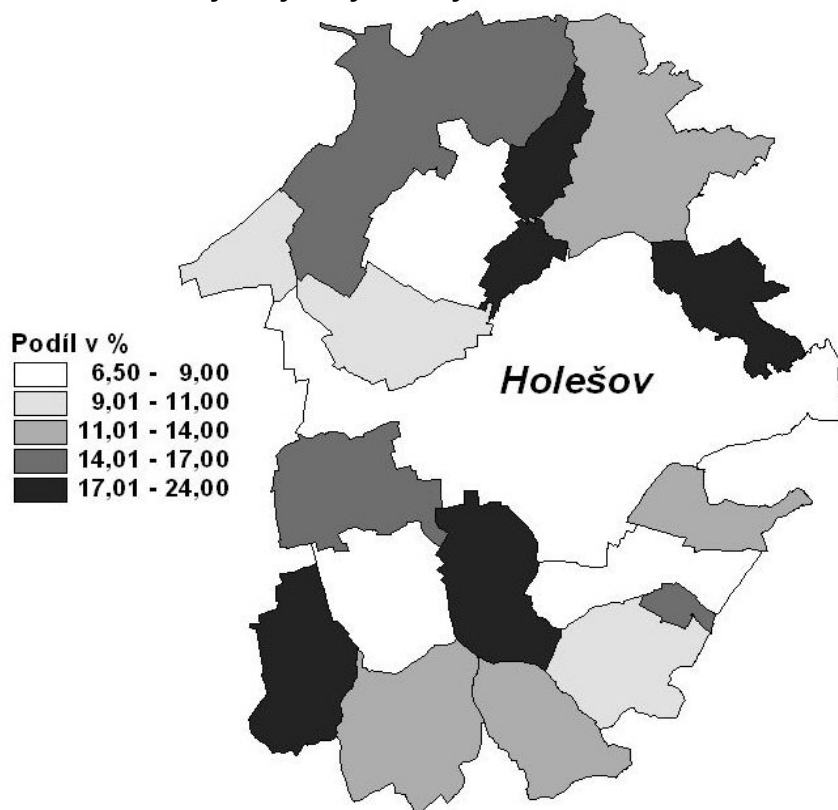 Podíl v %
6,50 - 9,00
9,01 - 11,00
11,01 - 14,00
14,01 - 17,00
17,01 - 24,00
Holešov